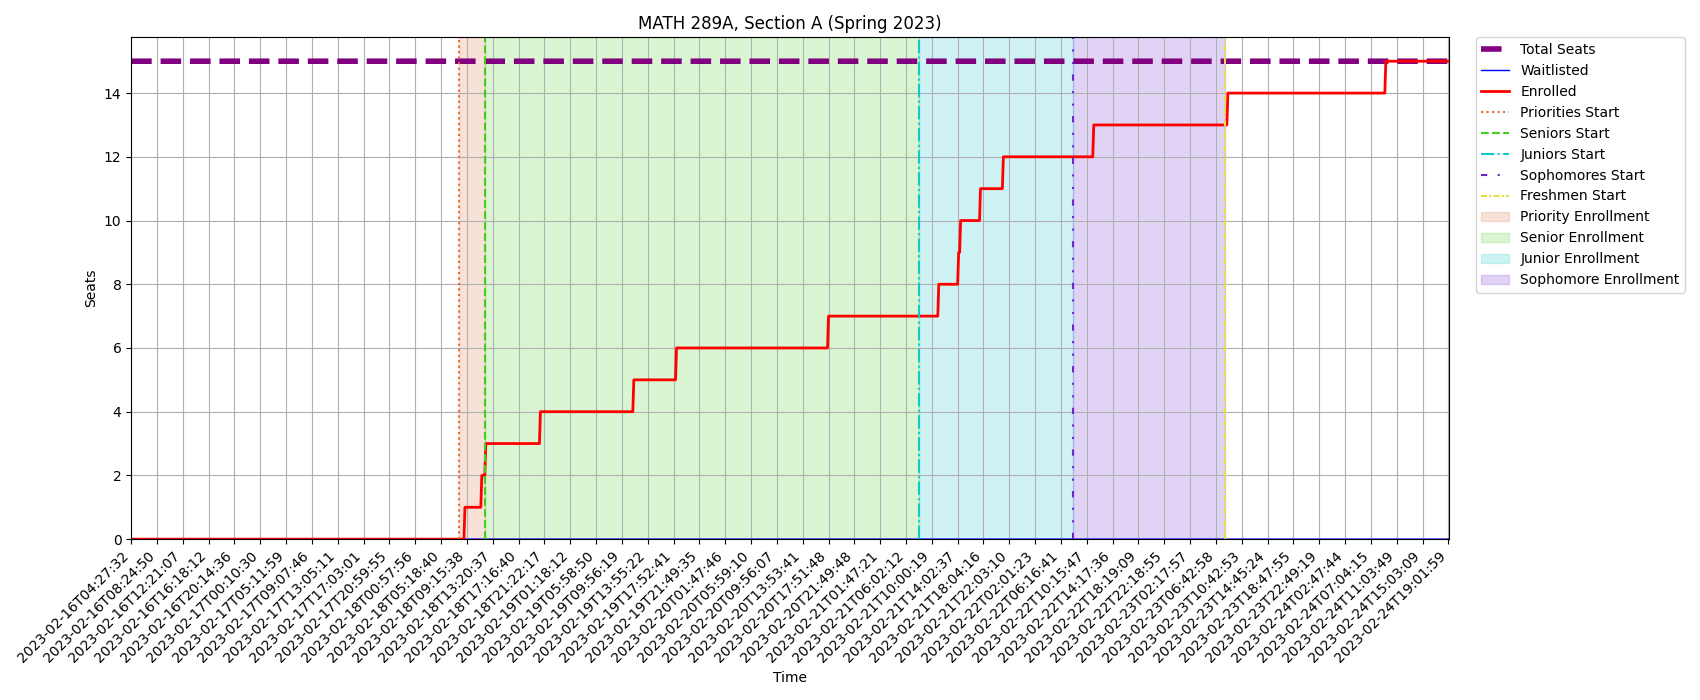 MATH 289A, Section A (Spring 2023)
Total Seats
Waitlisted
Enrolled
Priorities Start
Seniors Start
Juniors Start
Sophomores Start
Freshmen Start
Priority Enrollment
Senior Enrollment
Junior Enrollment
Sophomore Enrollment
Seats
14
12
10
8
6
4
2
0
2023-02-16T04:27:32
2023-02-16T08:24:50
2023-02-16T12:21:07
2023-02-16T16:18:12
2023-02-16T20:14:36
2023-02-17T00:10:30
2023-02-17T05:11:59
2023-02-17T09:07:46
2023-02-17T13:05:11
2023-02-17T17:03:01
2023-02-17T20:59:55
2023-02-18T00:57:56
2023-02-18T05:18:40
2023-02-18T09:15:38
2023-02-18T13:20:37
2023-02-18T17:16:40
2023-02-18T21:22:17
2023-02-19T01:18:12
2023-02-19T05:58:50
2023-02-19T09:56:19
2023-02-19T13:55:22
2023-02-19T17:52:41
2023-02-19T21:49:35
2023-02-20T01:47:46
2023-02-20T05:59:10
2023-02-20T09:56:07
2023-02-20T13:53:41
2023-02-20T17:51:48
2023-02-20T21:49:48
2023-02-21T01:47:21
2023-02-21T06:02:12
2023-02-21T10:00:19
2023-02-21T14:02:37
2023-02-21T18:04:16
2023-02-21T22:03:10
2023-02-22T02:01:23
2023-02-22T06:16:41
2023-02-22T10:15:47
2023-02-22T14:17:36
2023-02-22T18:19:09
2023-02-22T22:18:55
2023-02-23T02:17:57
2023-02-23T06:42:58
2023-02-23T10:42:53
2023-02-23T14:45:24
2023-02-23T18:47:55
2023-02-23T22:49:19
2023-02-24T02:47:44
2023-02-24T07:04:15
2023-02-24T11:03:49
2023-02-24T15:03:09
2023-02-24T19:01:59
Time